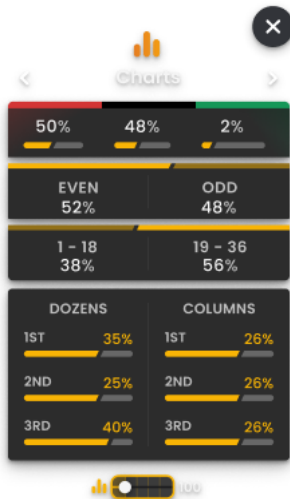 Charts
50% 48% 2%
EVEN ODD
52% 48%
1 - 18 19 - 36
38% 56%
DOZENS COLUMNS
1ST 35% 1ST 26%
2ND 25% 2ND 26%
3RD 40% 3RD 26%
100